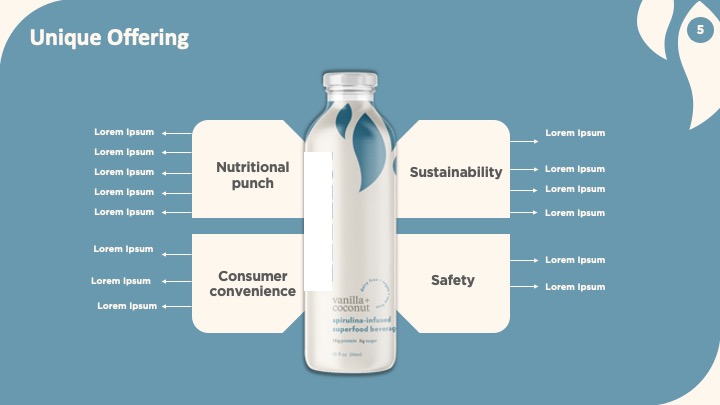 Unique Offering
5
Lorem Ipsum
Lorem Ipsum
Lorem Ipsum
Lorem Ipsum
Lorem Ipsum
Nutritional
punch
Sustainability
Lorem Ipsum
Lorem Ipsum
Lorem Ipsum
Lorem Ipsum
Lorem Ipsum
Lorem Ipsum
Lorem Ipsum
Consumer
convenience
Safety
Lorem Ipsum
Lorem Ipsum
vanilla+
coconut
spirulina-infused
superfood beverag